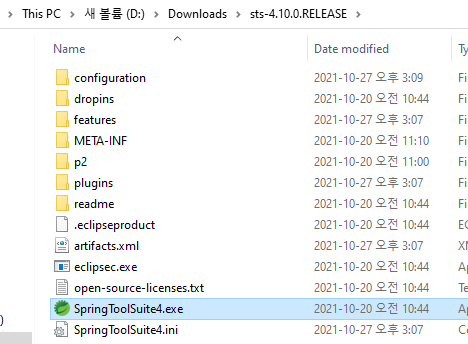 This PC > 새 볼륨 (D:) > Downloads > sts-4.10.0.RELEASE >
Name Date modified Ty
configuration 2021-10-27 오후 3:09 Fi
dropins 2021-10-20 오전 10:44 Fi
features 2021-10-27 오후 3:07 Fi
META-INF 2021-10-20 오전 11:10 Fi
p2 2021-10-20 오전 11:00 Fi
plugins 2021-10-27 오후 3:07 Fi
readme 2021-10-20 오전 10:44 Fi
.eclipseproduct 2021-10-20 오전 10:44 EC
artifacts.xml 2021-10-27 오후 3:07 XM
eclipsec.exe 2021-10-20 오전 10:44 Ap
open-source-licenses.txt 2021-10-20 오전 10:44 Te
SpringToolSuite4.exe 2021-10-20 오전 10:44 Ap
) SpringToolSuite4.ini 2021-10-27 오후 3:07 Co